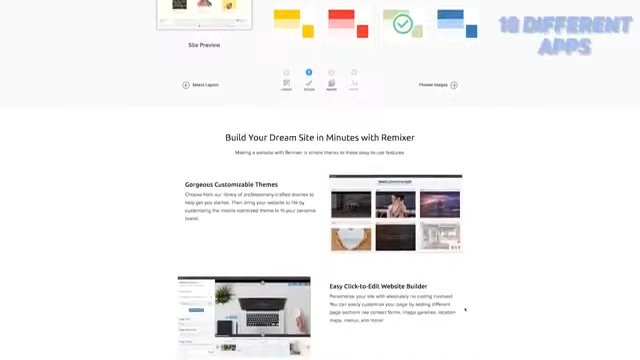 18 DIFFERENT
APPS
Site Preview
Select Layout
Choose Images
Build Your Dream Site in Minutes with Remixer
Making a website with Remixer is simple thanks to these easy-to-use features.
Gorgeous Customizable Themes
Choose from our library of professionally-crafted themes to
help get you started. Then bring your website to life by
customizing the mobile optimized theme to fit your personal
brand.
Easy Click-to-Edit Website Builder
Personalize your site with absolutely no coding involved.
You can easily customize your page by adding different
page sections like contact forms, image galleries, location
maps, menus, and more!